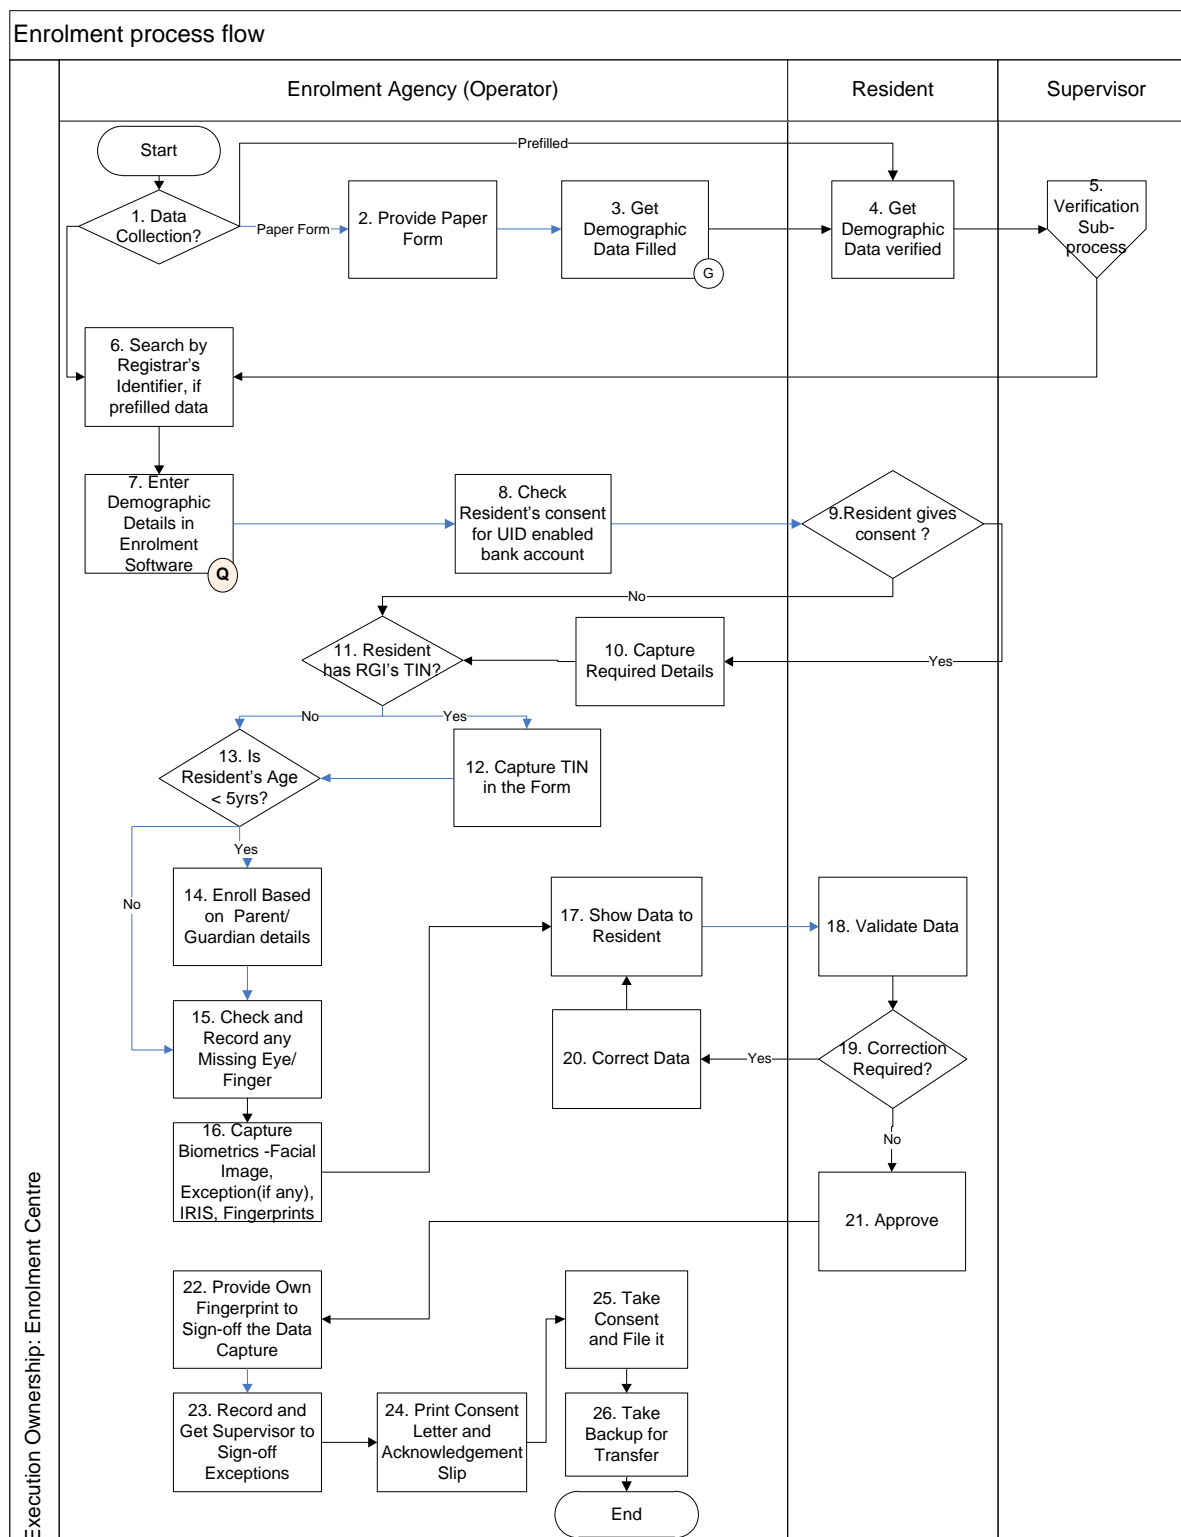 Enrolment process flow
Enrolment Agency (Operator)
Resident
Supervisor
Start
Prefilled
1. Data
Collection?
Paper Form
2. Provide Paper
Form
3. Get
Demographic
Data Filled
G
4. Get
Demographic
Data verified
5.
Verification
Sub-
process
6. Search by
Registrar's
Identifier, if
prefilled data
7. Enter
Demographic
Details in
Enrolment
Software
Q
8. Check
Resident's consent
for UID enabled
bank account
9.Resident gives
consent ?
No
Yes
10. Capture
Required Details
11. Resident
has RGI's TIN?
No
Yes
12. Capture TIN
in the Form
13. Is
Resident's Age
< 5yrs?
Yes
No
14. Enroll Based
on Parent/
Guardian details
15. Check and
Record any
Missing Eye/
Finger
16. Capture
Biometrics -Facial
Image,
Exception(if any),
IRIS, Fingerprints
17. Show Data to
Resident
18. Validate Data
19. Correction
Required?
Yes
20. Correct Data
No
21. Approve
22. Provide Own
Fingerprint to
Sign-off the Data
Capture
23. Record and
Get Supervisor to
Sign-off
Exceptions
24. Print Consent
Letter and
Acknowledgement
Slip
25. Take
Consent
and File it
26. Take
Backup for
Transfer
End
Execution Ownership: Enrolment Centre